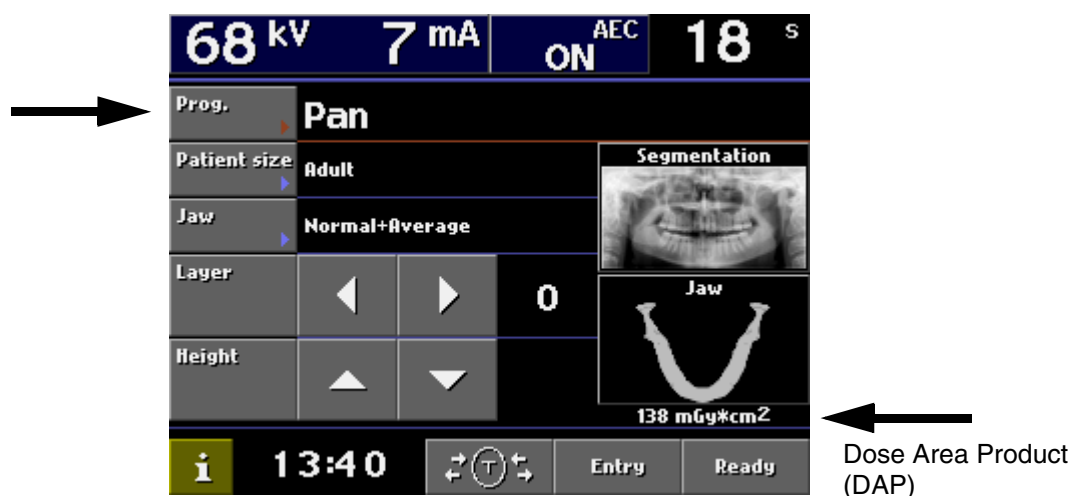 68 kV 7 mA ON AEC 18 s
Prog. Pan
Patient size Adult
Segmentation
Jaw Normal+Average
Layer 0
Jaw
Height
138 mGy*cm2
i 13:40 T Entry Ready
Dose Area Product
(DAP)